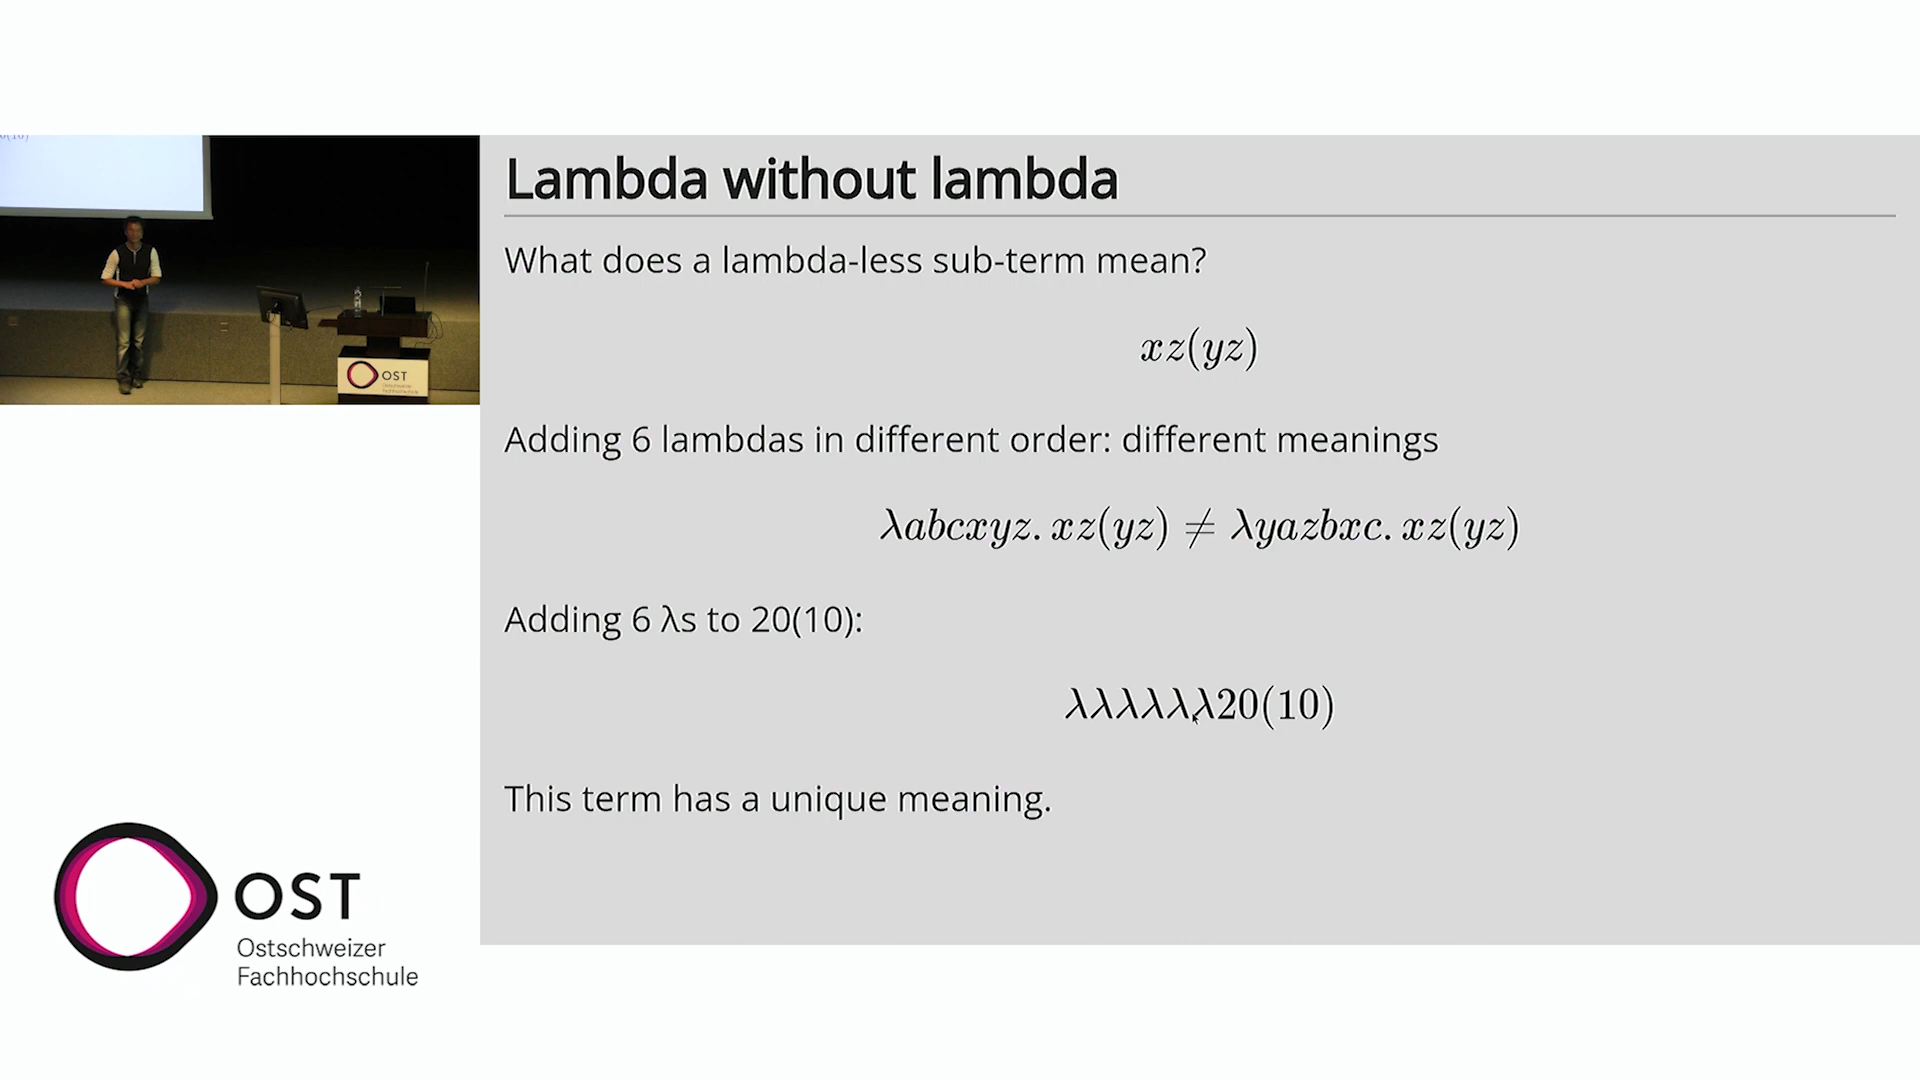 Lambda without lambda
What does a lambda-less sub-term mean?
xz(yz)
Adding 6 lambdas in different order: different meanings
λabcxyz. xz(yz) ≠ λyazbxc. xz(yz)
Adding 6 λs to 20(10):
λλλλλλ20(10)
This term has a unique meaning.
OST
OST
Ostschweizer
Fachhochschule